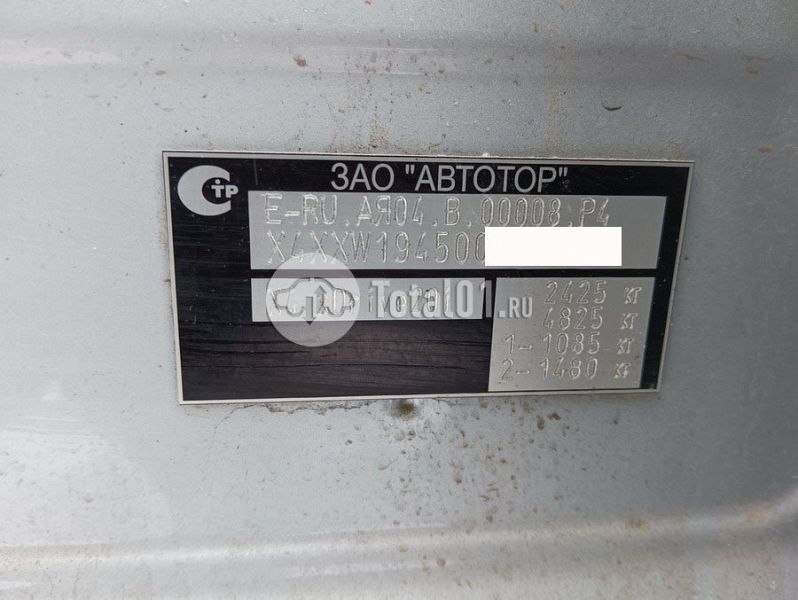 СТР
ЗАО "АВТОТОР"
E-RU.АЯ04.В.00008.Р4
X4XXW194500
Total01.RU
2425 кг
4825 кг
1-1085 кг
2-1480 кг